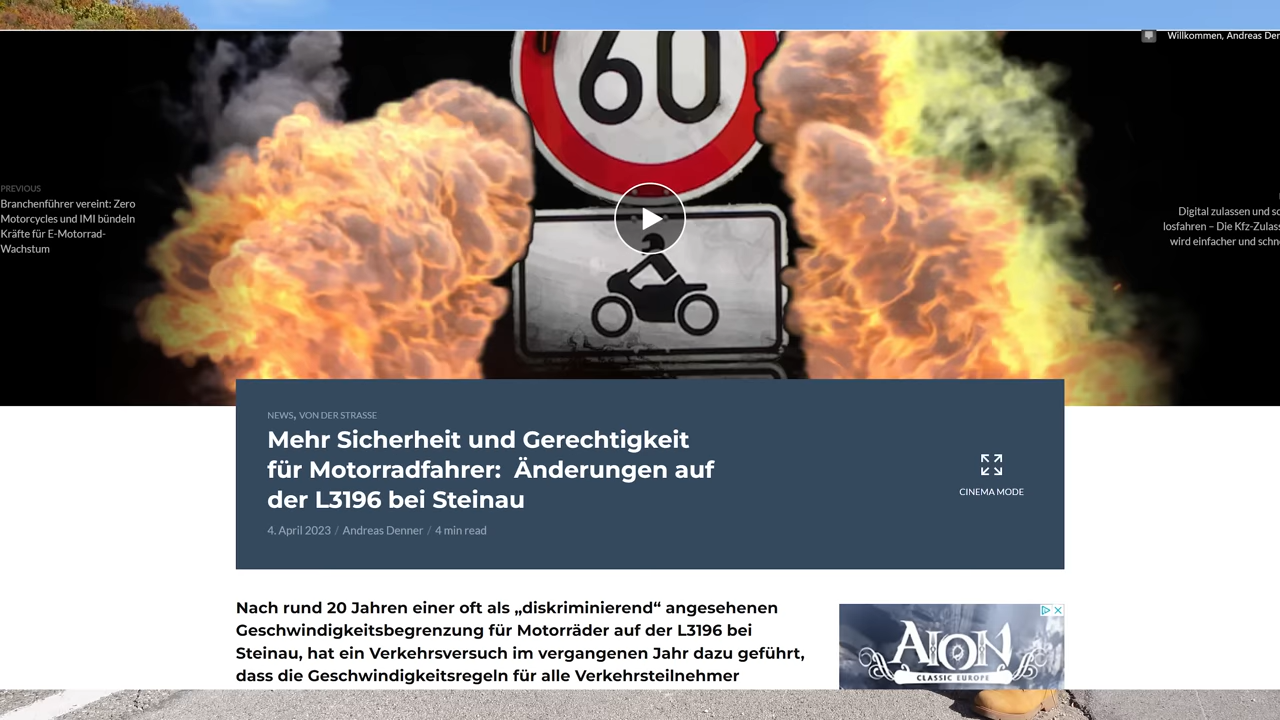 Willkommen, Andreas Der
60
PREVIOUS
Branchenführer vereint: Zero
Motorcycles und IMI bündeln
Kräfte für E-Motorrad-
Wachstum
Digital zulassen und so
losfahren – Die Kfz-Zulass
wird einfacher und schne
NEWS, VON DER STRASSE
Mehr Sicherheit und Gerechtigkeit
für Motorradfahrer: Änderungen auf
der L3196 bei Steinau
4. April 2023 / Andreas Denner / 4 min read
CINEMA MODE
Nach rund 20 Jahren einer oft als „diskriminierend“ angesehenen
Geschwindigkeitsbegrenzung für Motorräder auf der L3196 bei
Steinau, hat ein Verkehrsversuch im vergangenen Jahr dazu geführt,
dass die Geschwindigkeitsregeln für alle Verkehrsteilnehmer
AION
CLASSIC EUROPE